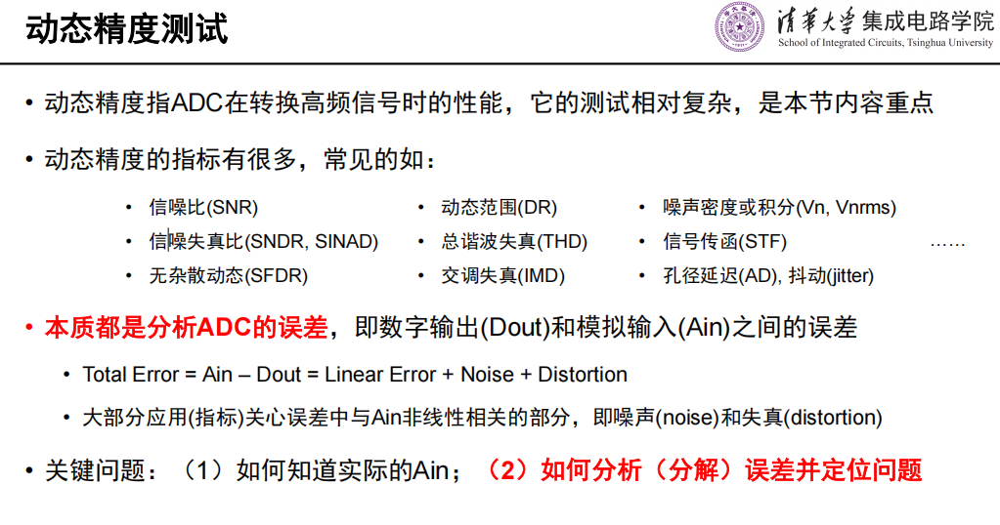 动态精度测试
清华大学集成电路学院
School of Integrated Circuits, Tsinghua University
• 动态精度指ADC在转换高频信号时的性能，它的测试相对复杂，是本节内容重点
• 动态精度的指标有很多，常见的如：
• 信噪比(SNR) • 动态范围(DR) • 噪声密度或积分(Vn, Vnrms)
• 信噪失真比(SNDR, SINAD) • 总谐波失真(THD) • 信号传函(STF) ……
• 无杂散动态(SFDR) • 交调失真(IMD) • 孔径延迟(AD), 抖动(jitter)
• 本质都是分析ADC的误差，即数字输出(Dout)和模拟输入(Ain)之间的误差
• Total Error = Ain – Dout = Linear Error + Noise + Distortion
• 大部分应用(指标)关心误差中与Ain非线性相关的部分，即噪声(noise)和失真(distortion)
• 关键问题：（1）如何知道实际的Ain；（2）如何分析（分解）误差并定位问题